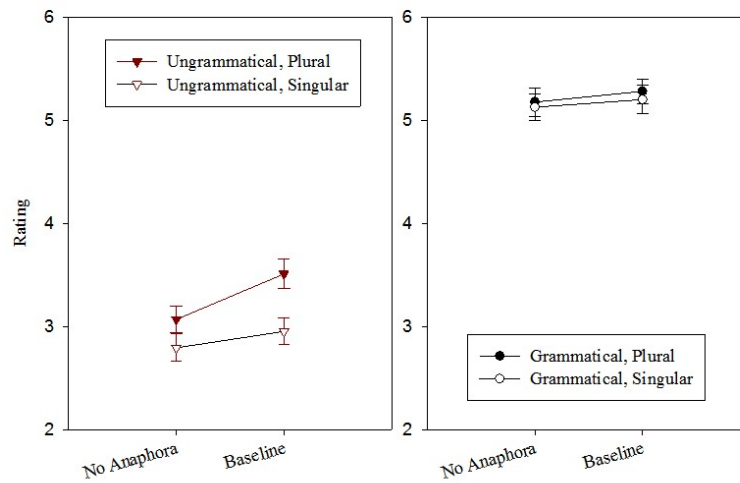 6
5
4
3
2
Rating
Ungrammatical, Plural
Ungrammatical, Singular
No Anaphora
Baseline
6
5
4
3
2
Grammatical, Plural
Grammatical, Singular
No Anaphora
Baseline